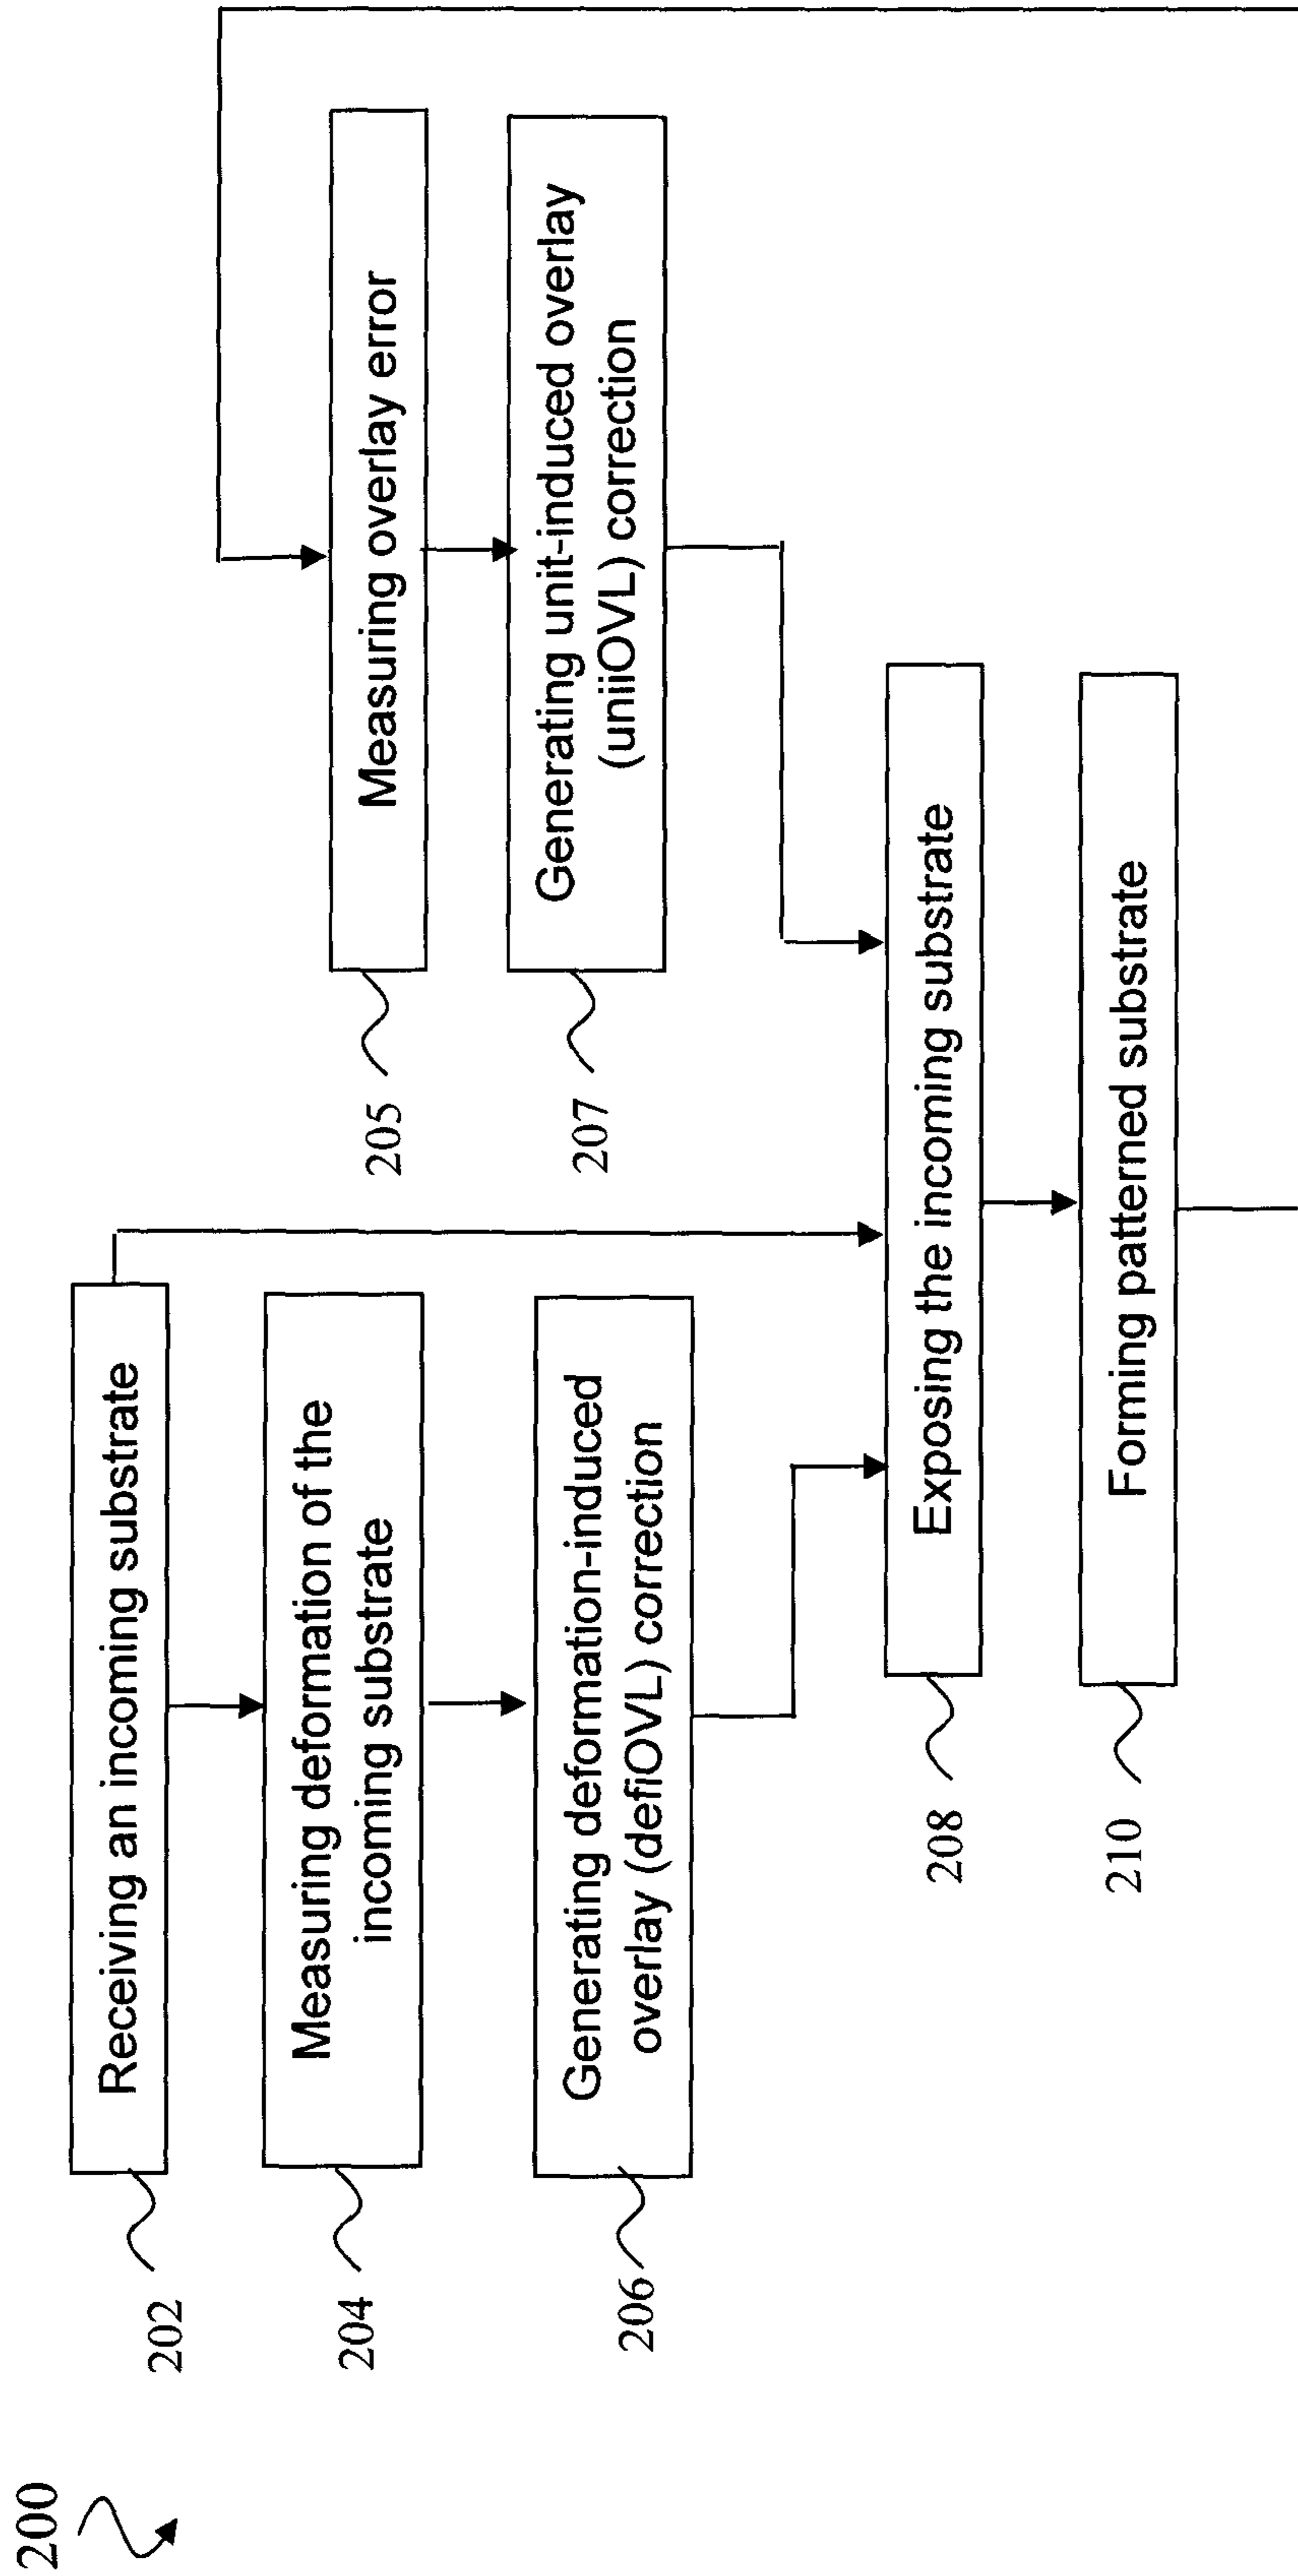 200
202
Receiving an incoming substrate
204
Measuring deformation of the
incoming substrate
206
Generating deformation-induced
overlay (defiOVL) correction
205
Measuring overlay error
207
Generating unit-induced overlay
(uniiOVL) correction
208
Exposing the incoming substrate
210
Forming patterned substrate